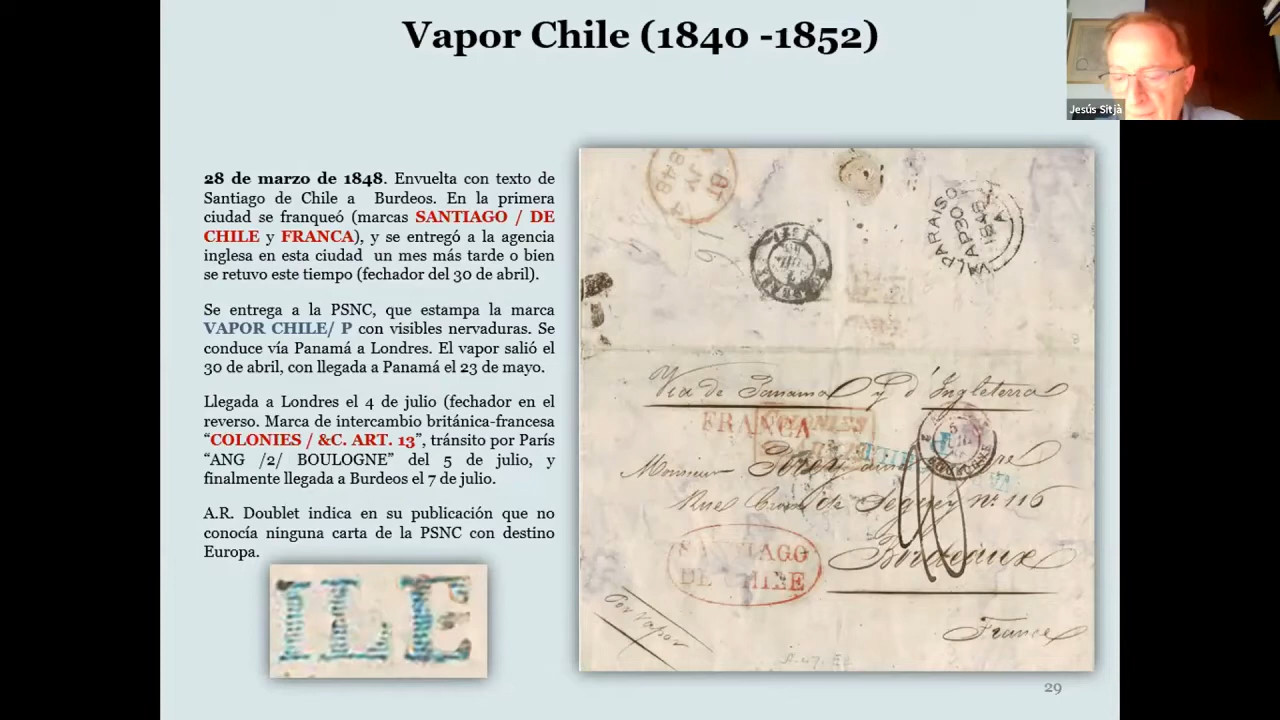 Vapor Chile (1840 -1852)
Jesús Sitjà
28 de marzo de 1848. Envuelta con texto de
Santiago de Chile a Burdeos. En la primera
ciudad se franqueó (marcas SANTIAGO / DE
CHILE y FRANCA), y se entregó a la agencia
inglesa en esta ciudad un mes más tarde o bien
se retuvo este tiempo (fechador del 30 de abril).
Se entrega a la PSNC, que estampa la marca
VAPOR CHILE/ P con visibles nervaduras. Se
conduce vía Panamá a Londres. El vapor salió el
30 de abril, con llegada a Panamá el 23 de mayo.
Llegada a Londres el 4 de julio (fechador en el
reverso. Marca de intercambio británica-francesa
“COLONIES / &C. ART. 13”, tránsito por París
“ANG /2/ BOULOGNE” del 5 de julio, y
finalmente llegada a Burdeos el 7 de julio.
A.R. Doublet indica en su publicación que no
conocía ninguna carta de la PSNC con destino
Europa.
ILE
VALPARAISO
AP 30
1848
Via de Panama y d'Ingleterra
FRANCA
COLONIES
Monsieur
Rue de Seguey nº. 116
SANTIAGO
DE CHILE
Bordeaux
Por Vapor
France
29